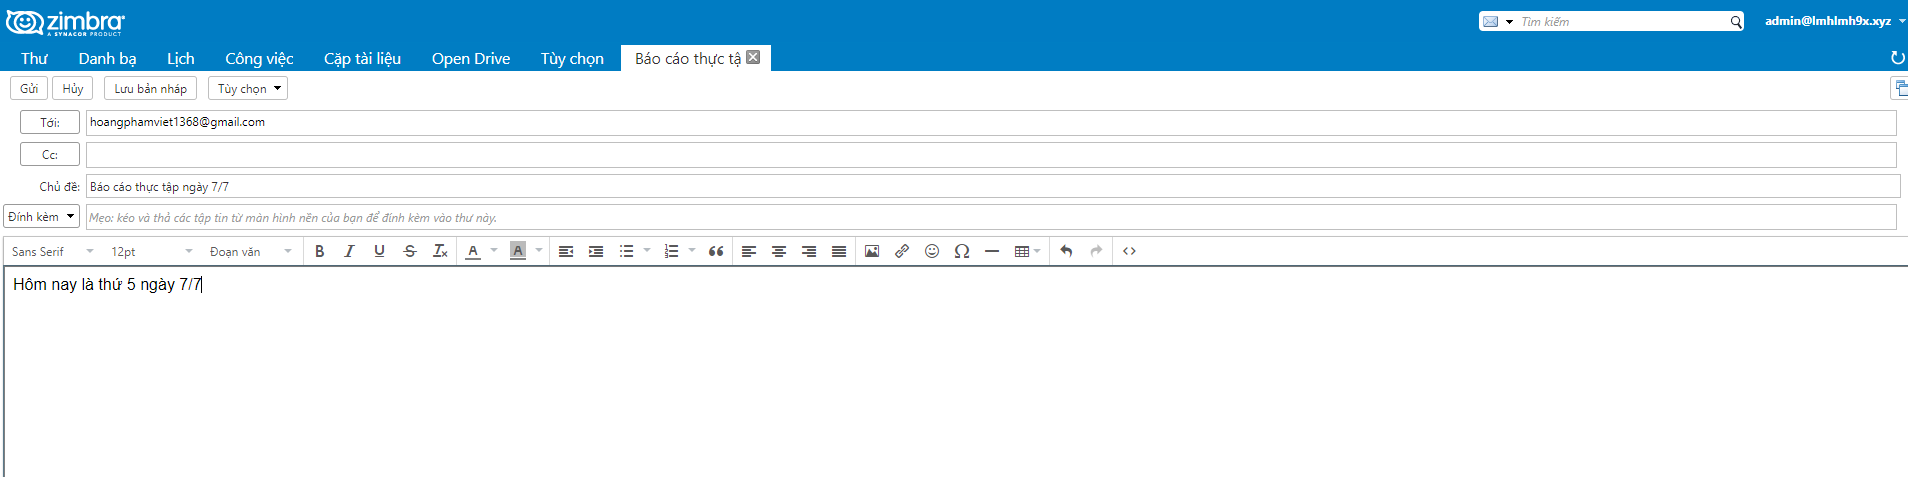 zimbra
A SYNACOR PRODUCT
Tìm kiếm
admin@lmhlmh9x.xyz
Thư Danh bạ Lịch Công việc Cặp tài liệu Open Drive Tùy chọn Báo cáo thực tậ
Gửi Hủy Lưu bản nháp Tùy chọn
Tới: hoangphamviet1368@gmail.com
Cc:
Chủ đề: Báo cáo thực tập ngày 7/7
Đính kèm Mẹo: kéo và thả các tập tin từ màn hình nền của bạn để đính kèm vào thư này.
Sans Serif 12pt Đoạn văn B I U S Ix A A
Hôm nay là thứ 5 ngày 7/7